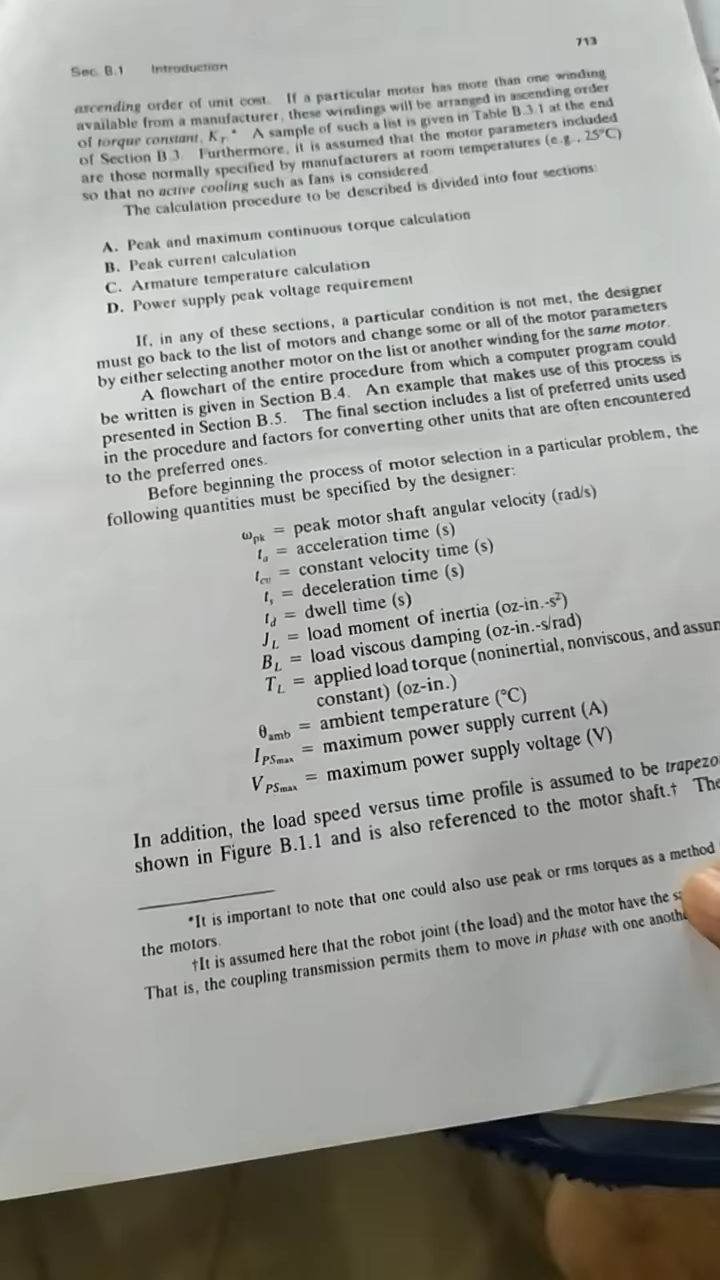 713
Sec. B.1 Introduction
ascending order of unit cost. If a particular motor has more than one winding
available from a manufacturer, these windings will be arranged in ascending order
of torque constant, K_T.* A sample of such a list is given in Table B.3.1 at the end
of Section B.3. Furthermore, it is assumed that the motor parameters included
are those normally specified by manufacturers at room temperatures (e.g., 25°C)
so that no active cooling such as fans is considered.
The calculation procedure to be described is divided into four sections:
A. Peak and maximum continuous torque calculation
B. Peak current calculation
C. Armature temperature calculation
D. Power supply peak voltage requirement
If, in any of these sections, a particular condition is not met, the designer
must go back to the list of motors and change some or all of the motor parameters
by either selecting another motor on the list or another winding for the same motor.
A flowchart of the entire procedure from which a computer program could
be written is given in Section B.4. An example that makes use of this process is
presented in Section B.5. The final section includes a list of preferred units used
in the procedure and factors for converting other units that are often encountered
to the preferred ones.
Before beginning the process of motor selection in a particular problem, the
following quantities must be specified by the designer:
ω_pk = peak motor shaft angular velocity (rad/s)
t_a = acceleration time (s)
t_cv = constant velocity time (s)
t_s = deceleration time (s)
t_d = dwell time (s)
J_L = load moment of inertia (oz-in.-s²)
B_L = load viscous damping (oz-in.-s/rad)
T_L = applied load torque (noninertial, nonviscous, and assum
constant) (oz-in.)
θ_amb = ambient temperature (°C)
I_PSmax = maximum power supply current (A)
V_PSmax = maximum power supply voltage (V)
In addition, the load speed versus time profile is assumed to be trapezo
shown in Figure B.1.1 and is also referenced to the motor shaft.† The
*It is important to note that one could also use peak or rms torques as a method
the motors.
†It is assumed here that the robot joint (the load) and the motor have the
That is, the coupling transmission permits them to move in phase with one anoth